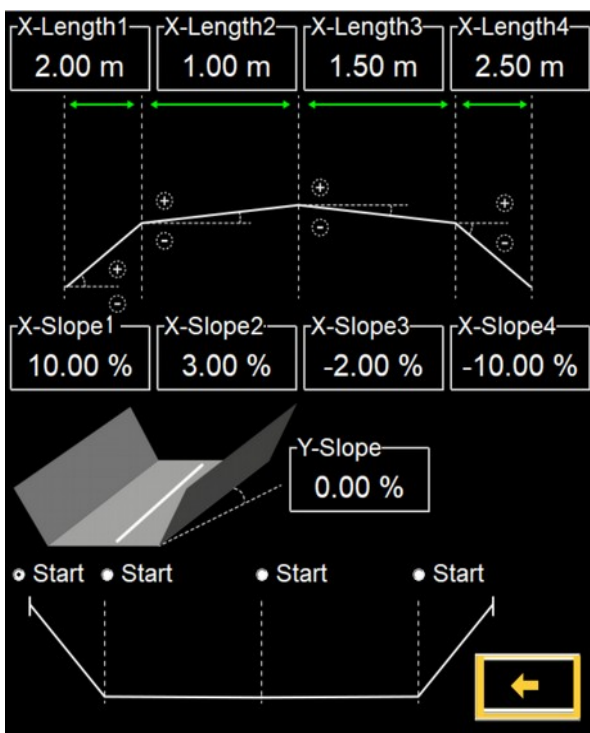 X-Length1 X-Length2 X-Length3 X-Length4
2.00 m 1.00 m 1.50 m 2.50 m
+ +
+
- -
-
+
-
X-Slope1 X-Slope2 X-Slope3 X-Slope4
10.00 % 3.00 % -2.00 % -10.00 %
Y-Slope
0.00 %
Start Start Start Start